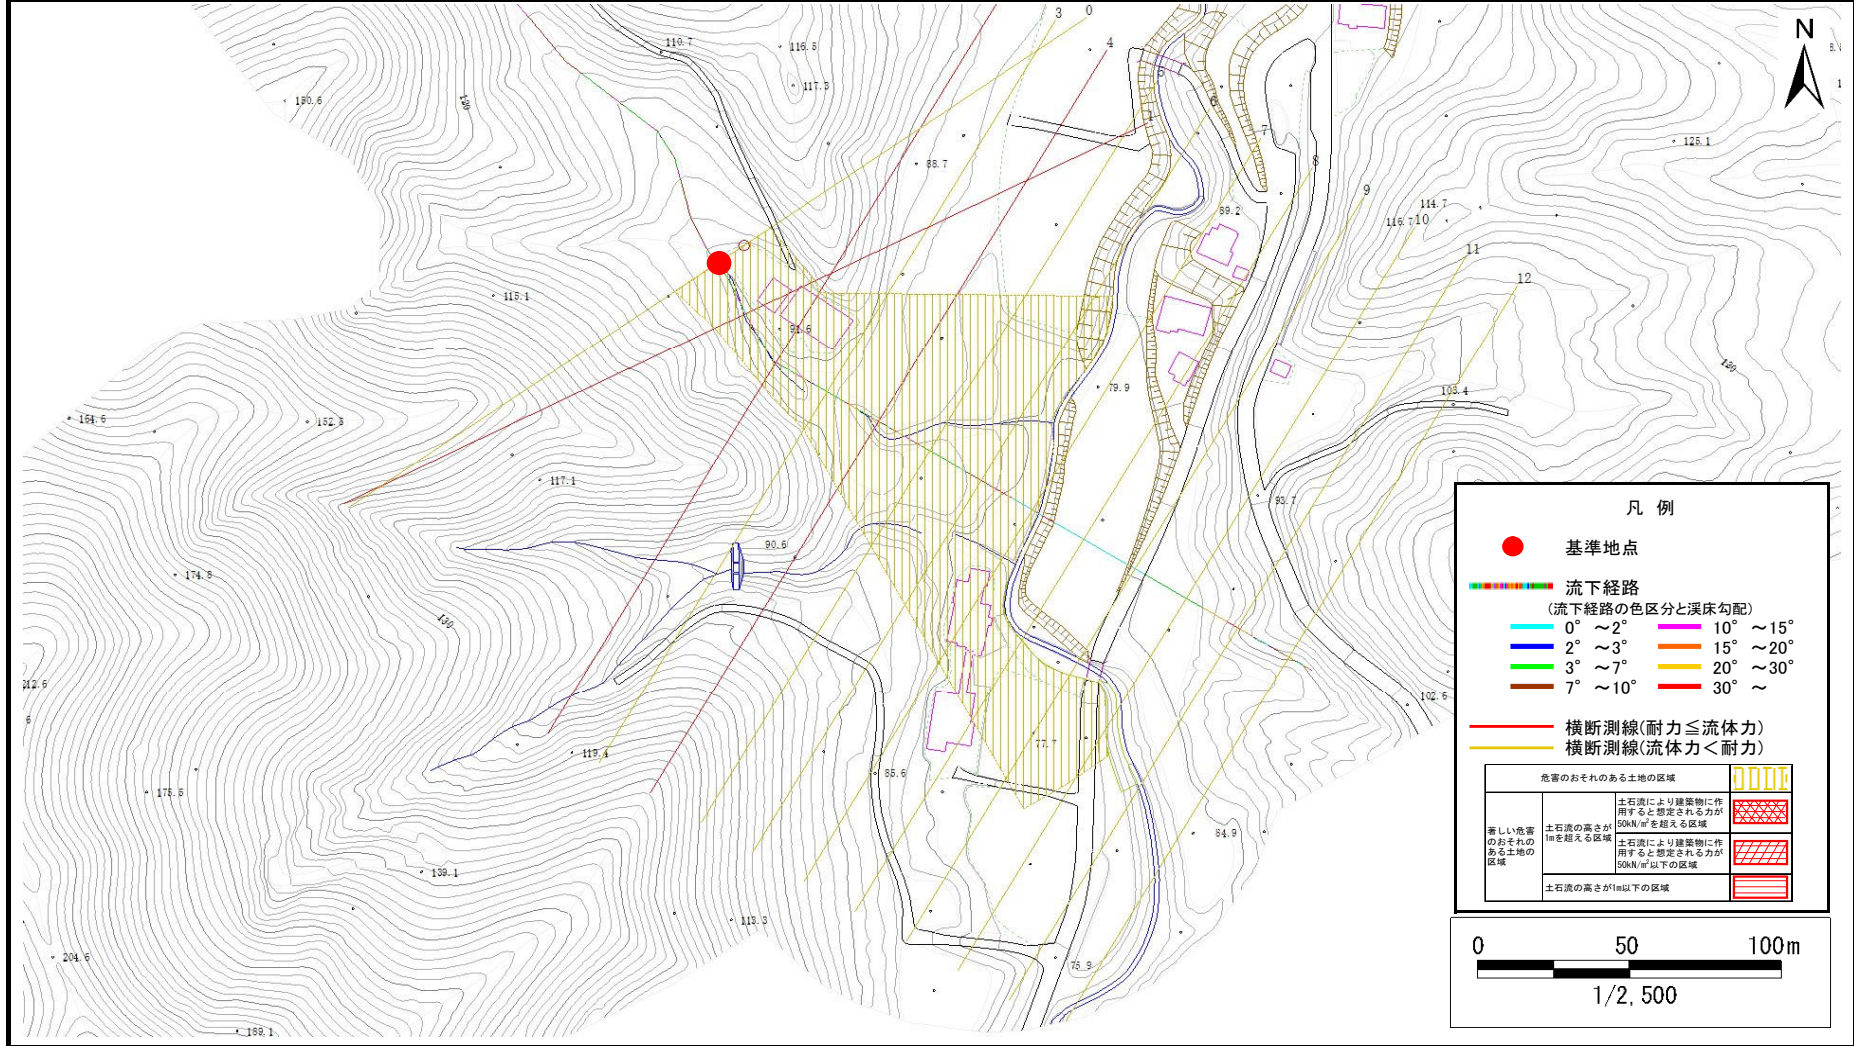 3
0
4
N
110.7
116.5
117.3
150.6
120
6
6
1
7
8
88.7
125.1
9
114.7
116.7
10
89.2
11
12
115.1
91.6
79.9
103.4
164.6
152.5
117.1
93.7
90.6
174.8
130
212.6
102.6
6
119.4
77.7
85.6
175.5
84.9
139.1
113.3
204.6
75.9
189.1
凡 例
基準地点
流下経路
(流下経路の色区分と渓床勾配)
0° ～2° 10° ～15°
2° ～3° 15° ～20°
3° ～7° 20° ～30°
7° ～10° 30° ～
横断測線(耐力≦流体力)
横断測線(流体力＜耐力)
危害のおそれのある土地の区域
著しい危害
のおそれの
ある土地の
区域
土石流の高さが
1mを超える区域
土石流により建築物に作
用すると想定される力が
50kN/㎡を超える区域
土石流により建築物に作
用すると想定される力が
50kN/㎡以下の区域
土石流の高さが1m以下の区域
0 50 100m
1/2,500